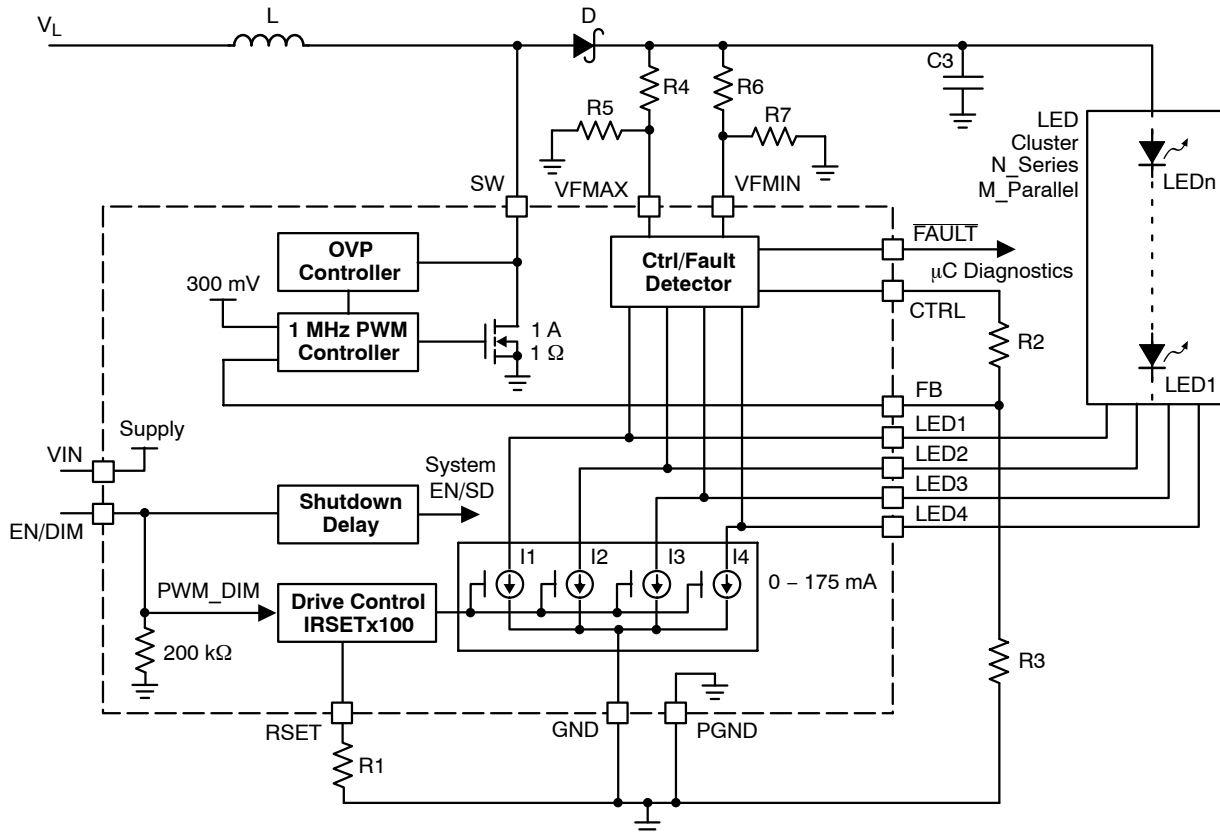 V_L
L
D
R4
R6
C3
R5
R7
LED
Cluster
N_Series
M_Parallel
LEDn
SW
VFMAX
VFMIN
OVP
Controller
Ctrl/Fault
Detector
FAULT
µC Diagnostics
300 mV
CTRL
1 MHz PWM
Controller
1 A
1 Ω
R2
LED1
FB
LED1
Supply
VIN
LED2
System
EN/SD
LED3
Shutdown
Delay
EN/DIM
LED4
I1
I2
I3
I4
0 – 175 mA
PWM_DIM
Drive Control
IRSETx100
200 kΩ
R3
RSET
GND
PGND
R1